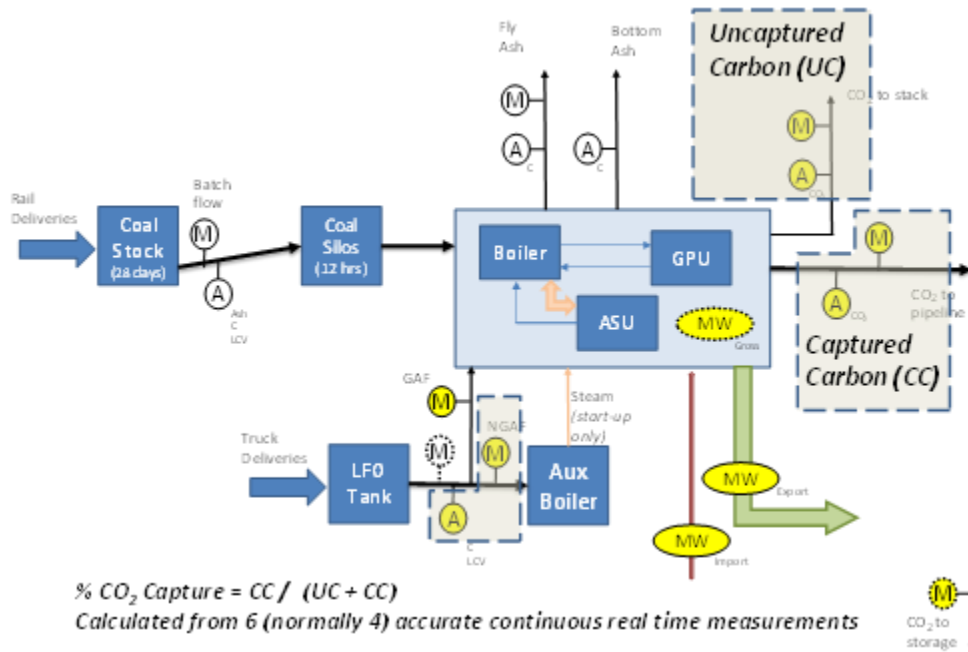 Fly
Ash
Bottom
Ash
Uncaptured
Carbon (UC)
CO₂ to stack
M
M
M
A
C
A
C
A
CO₂
Rail
Deliveries
Batch
flow
Coal
Stock
(28 days)
M
A
Ash
C
LCV
Coal
Silos
(12 hrs)
Boiler
GPU
ASU
MW
Gross
M
A
CO₂
CO₂ to
pipeline
Captured
Carbon (CC)
GAF
M
Steam
(start-up
only)
NGAF
M
M
Truck
Deliveries
LFO
Tank
A
C
LCV
Aux
Boiler
MW
Export
MW
Import
% CO₂ Capture = CC / (UC + CC)
Calculated from 6 (normally 4) accurate continuous real time measurements
M
CO₂ to
storage